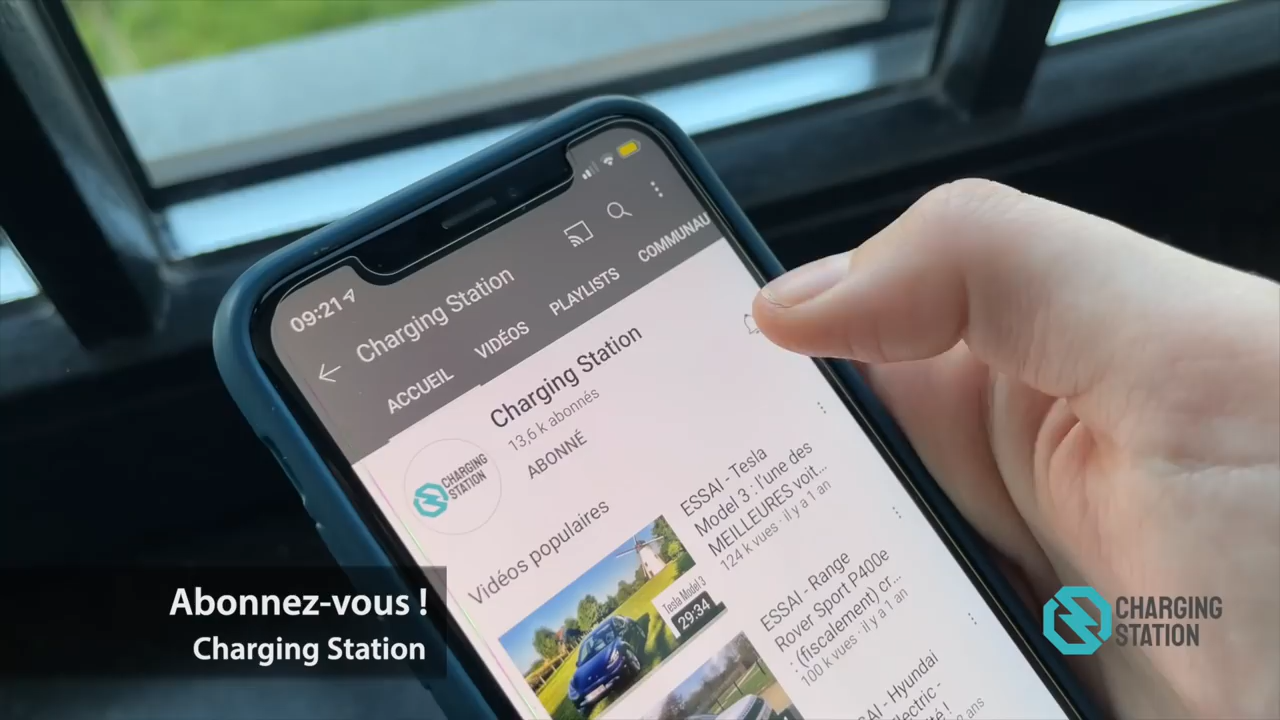 09:21
Charging Station
ACCUEIL VIDÉOS PLAYLISTS COMMUNAU
Charging Station
13,6 k abonnés
ABONNÉ
CHARGING
STATION
Vidéos populaires
ESSAI - Tesla
Model 3 : l'une des
MEILLEURES voit...
124 k vues · il y a 1 an
Tesla Model 3
29:34
ESSAI - Range
Rover Sport P400e
: (fiscalement) cr...
100 k vues · il y a 1 an
ESSAI - Hyundai
Abonnez-vous !
Charging Station
CHARGING
STATION